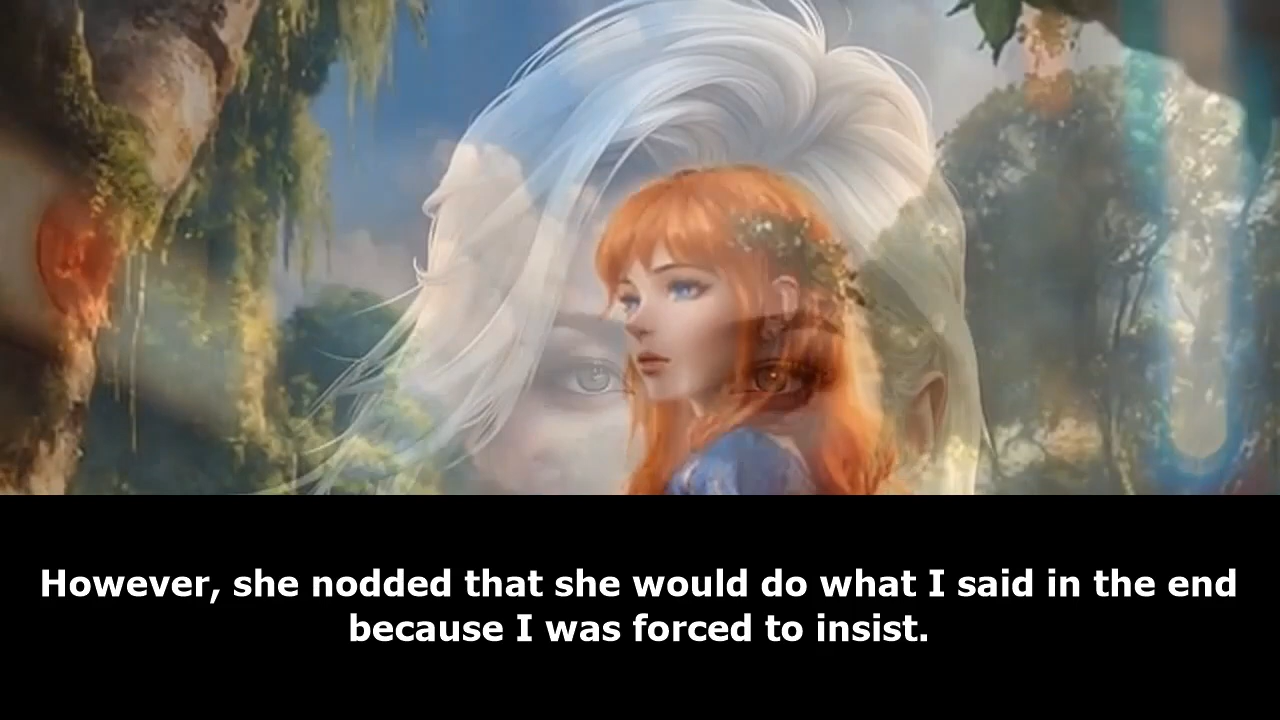 However, she nodded that she would do what I said in the end
because I was forced to insist.